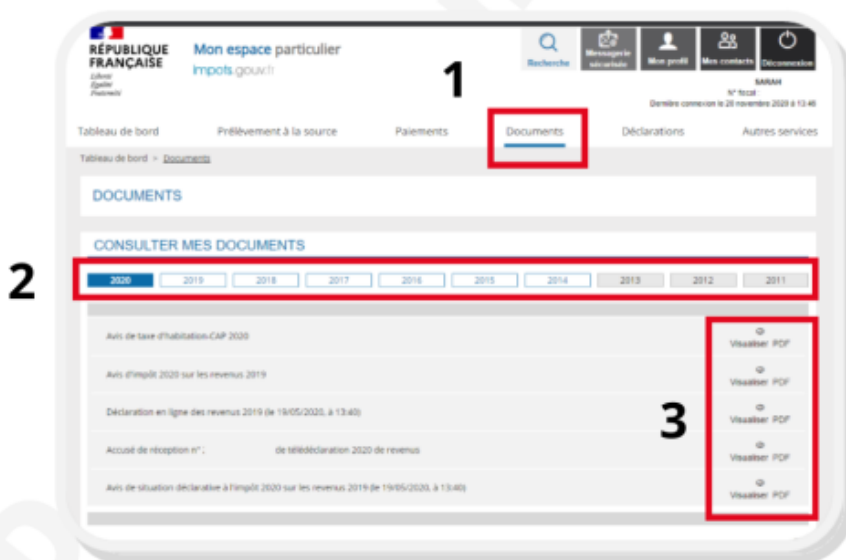 RÉPUBLIQUE
FRANÇAISE
Liberté
Égalité
Fraternité
Mon espace particulier
impots.gouv.fr
1
Recherche
Messagerie
sécurisée
Mon profil
Mes contacts
Déconnexion
SARAH
N° fiscal :
Dernière connexion le 20 novembre 2020 à 13:46
Tableau de bord
Prélèvement à la source
Paiements
Documents
Déclarations
Autres services
Tableau de bord > Documents
DOCUMENTS
CONSULTER MES DOCUMENTS
2
2020 2019 2018 2017 2016 2015 2014 2013 2012 2011
Avis de taxe d'habitation-CAP 2020
Visualiser PDF
Avis d'impôt 2020 sur les revenus 2019
Visualiser PDF
Déclaration en ligne des revenus 2019 (le 19/05/2020, à 13:40)
Visualiser PDF
3
Accusé de réception n° : de télédéclaration 2020 de revenus
Visualiser PDF
Avis de situation déclarative à l'impôt 2020 sur les revenus 2019 (le 19/05/2020, à 13:40)
Visualiser PDF